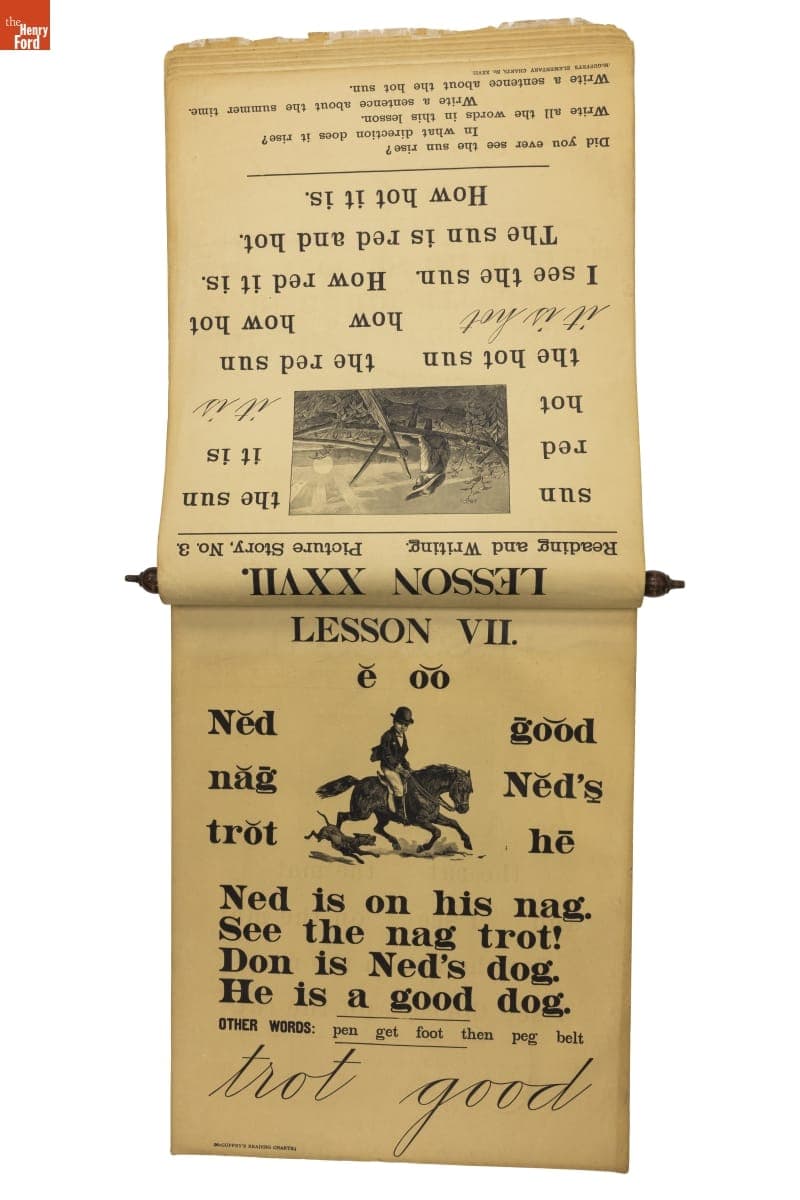 the
Henry
Ford
LESSON XXVII.
Reading and Writing. Picture Story, No. 3.
sun the sun
red it is
hot it is
the hot sun the red sun
it is hot how how hot
I see the sun. How red it is.
The sun is red and hot.
How hot it is.
Did you ever see the sun rise?
In what direction does it rise?
Write all the words in this lesson.
Write a sentence about the summer time.
Write a sentence about the hot sun.
McGUFFEY'S ELEMENTARY CHARTS, No. XXVII.
LESSON VII.
ĕ o͝o
Nĕd go͝od
năḡ Nĕd's̱
trŏt hē
Ned is on his nag.
See the nag trot!
Don is Ned's dog.
He is a good dog.
OTHER WORDS: pen get foot then peg belt
trot good
[McGUFFEY'S READING CHARTS]